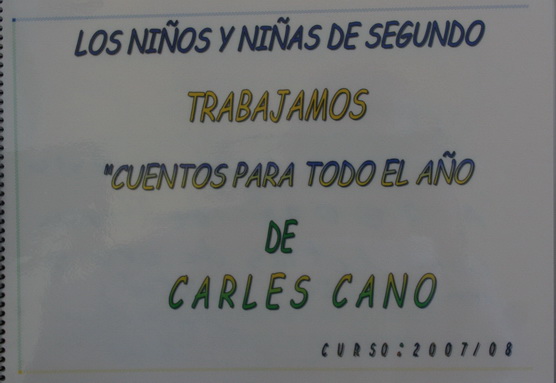 LOS NIÑOS Y NIÑAS DE SEGUNDO
TRABAJAMOS
"CUENTOS PARA TODO EL AÑO
DE
CARLES CANO
CURSO:2007/08